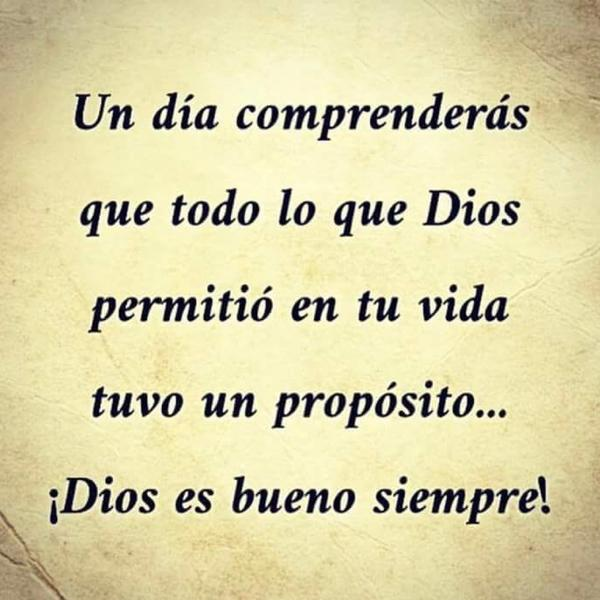 Un día comprenderás
que todo lo que Dios
permitió en tu vida
tuvo un propósito...
¡Dios es bueno siempre!